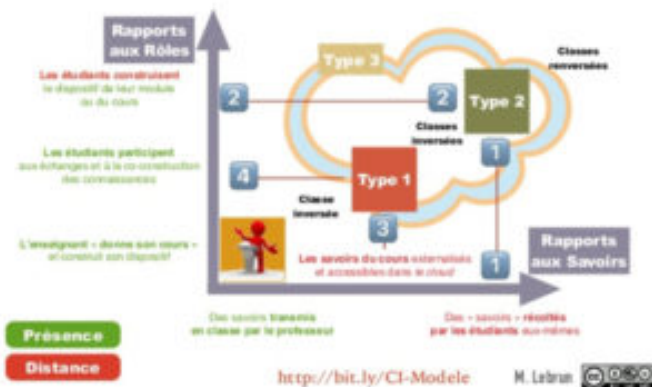 Rapports
aux Rôles
Les étudiants construisent
le dispositif de leur module
ou du cours
Les étudiants participent
aux échanges et à la co-construction
des connaissances
L'enseignant « donne son cours »
et construit son dispositif
Type 3
Classes
renversées
2
2
Type 2
Classes
inversées
1
4
Type 1
Classe
inversée
3
Les savoirs du cours externalisés
et accessibles dans le cloud
1
Rapports
aux Savoirs
Des savoirs transmis
en classe par le professeur
Des « savoirs » récoltés
par les étudiants eux-mêmes
Présence
Distance
http://bit.ly/CI-Modele
M. Lebrun